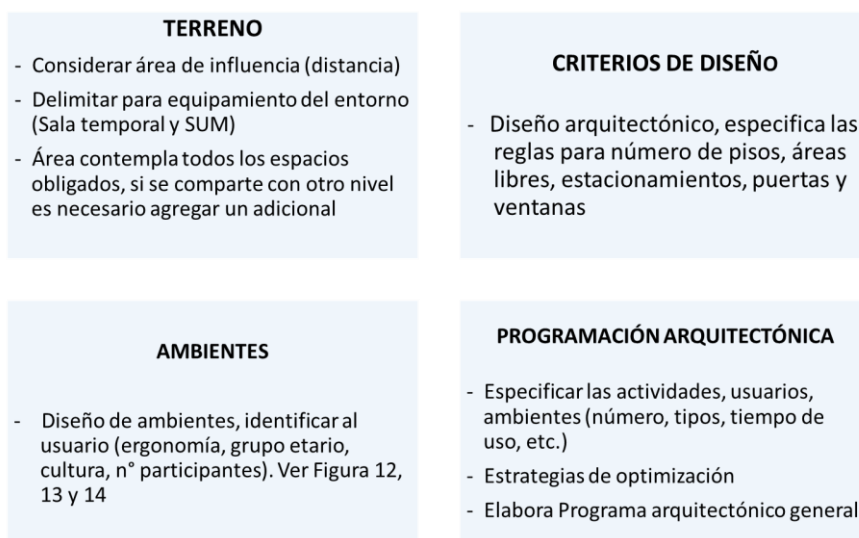 TERRENO
- Considerar área de influencia (distancia)
- Delimitar para equipamiento del entorno
(Sala temporal y SUM)
- Área contempla todos los espacios
obligados, si se comparte con otro nivel
es necesario agregar un adicional
CRITERIOS DE DISEÑO
- Diseño arquitectónico, especifica las
reglas para número de pisos, áreas
libres, estacionamientos, puertas y
ventanas
AMBIENTES
- Diseño de ambientes, identificar al
usuario (ergonomía, grupo etario,
cultura, n° participantes). Ver Figura 12,
13 y 14
PROGRAMACIÓN ARQUITECTÓNICA
- Especificar las actividades, usuarios,
ambientes (número, tipos, tiempo de
uso, etc.)
- Estrategias de optimización
- Elabora Programa arquitectónico general